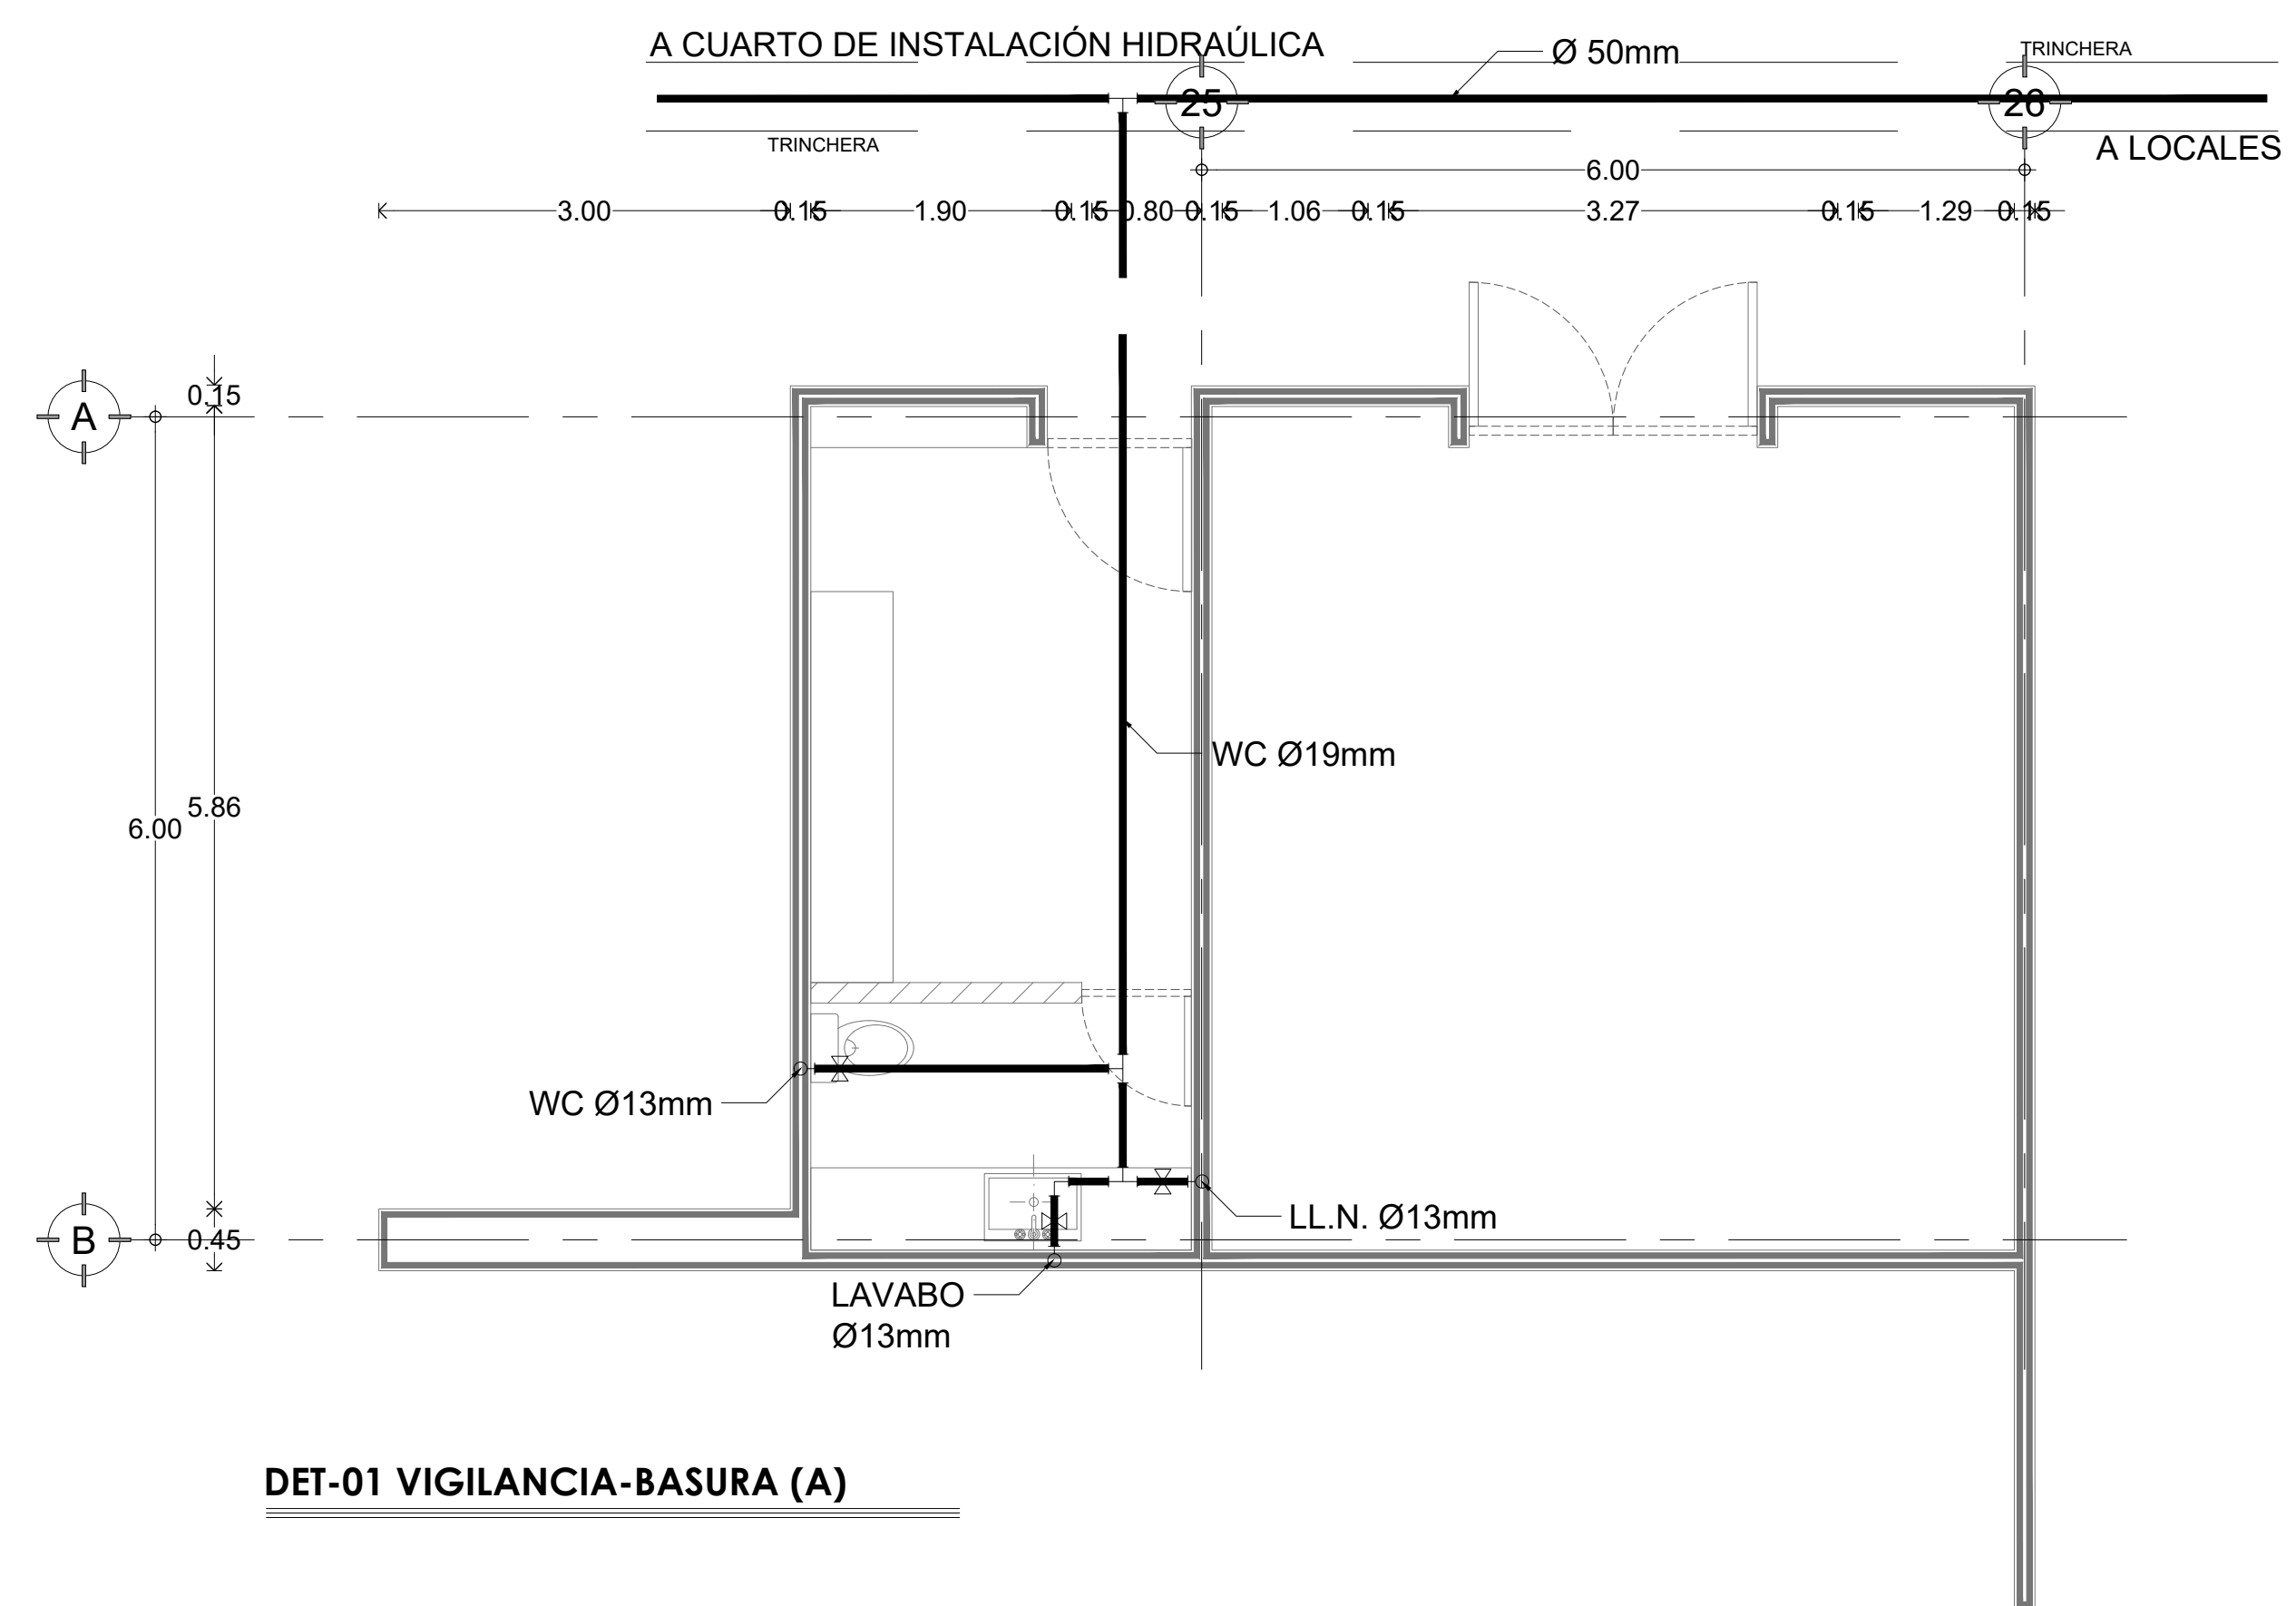 A CUARTO DE INSTALACIÓN HIDRAÚLICA
Ø 50mm
TRINCHERA
25
26
TRINCHERA
A LOCALES
6.00
3.00
0.15
1.90
0.15
0.80
0.15
1.06
0.15
3.27
0.15
1.29
0.15
0.15
A
WC Ø19mm
5.86
6.00
WC Ø13mm
LL.N. Ø13mm
B
0.45
LAVABO
Ø13mm
DET-01 VIGILANCIA-BASURA (A)